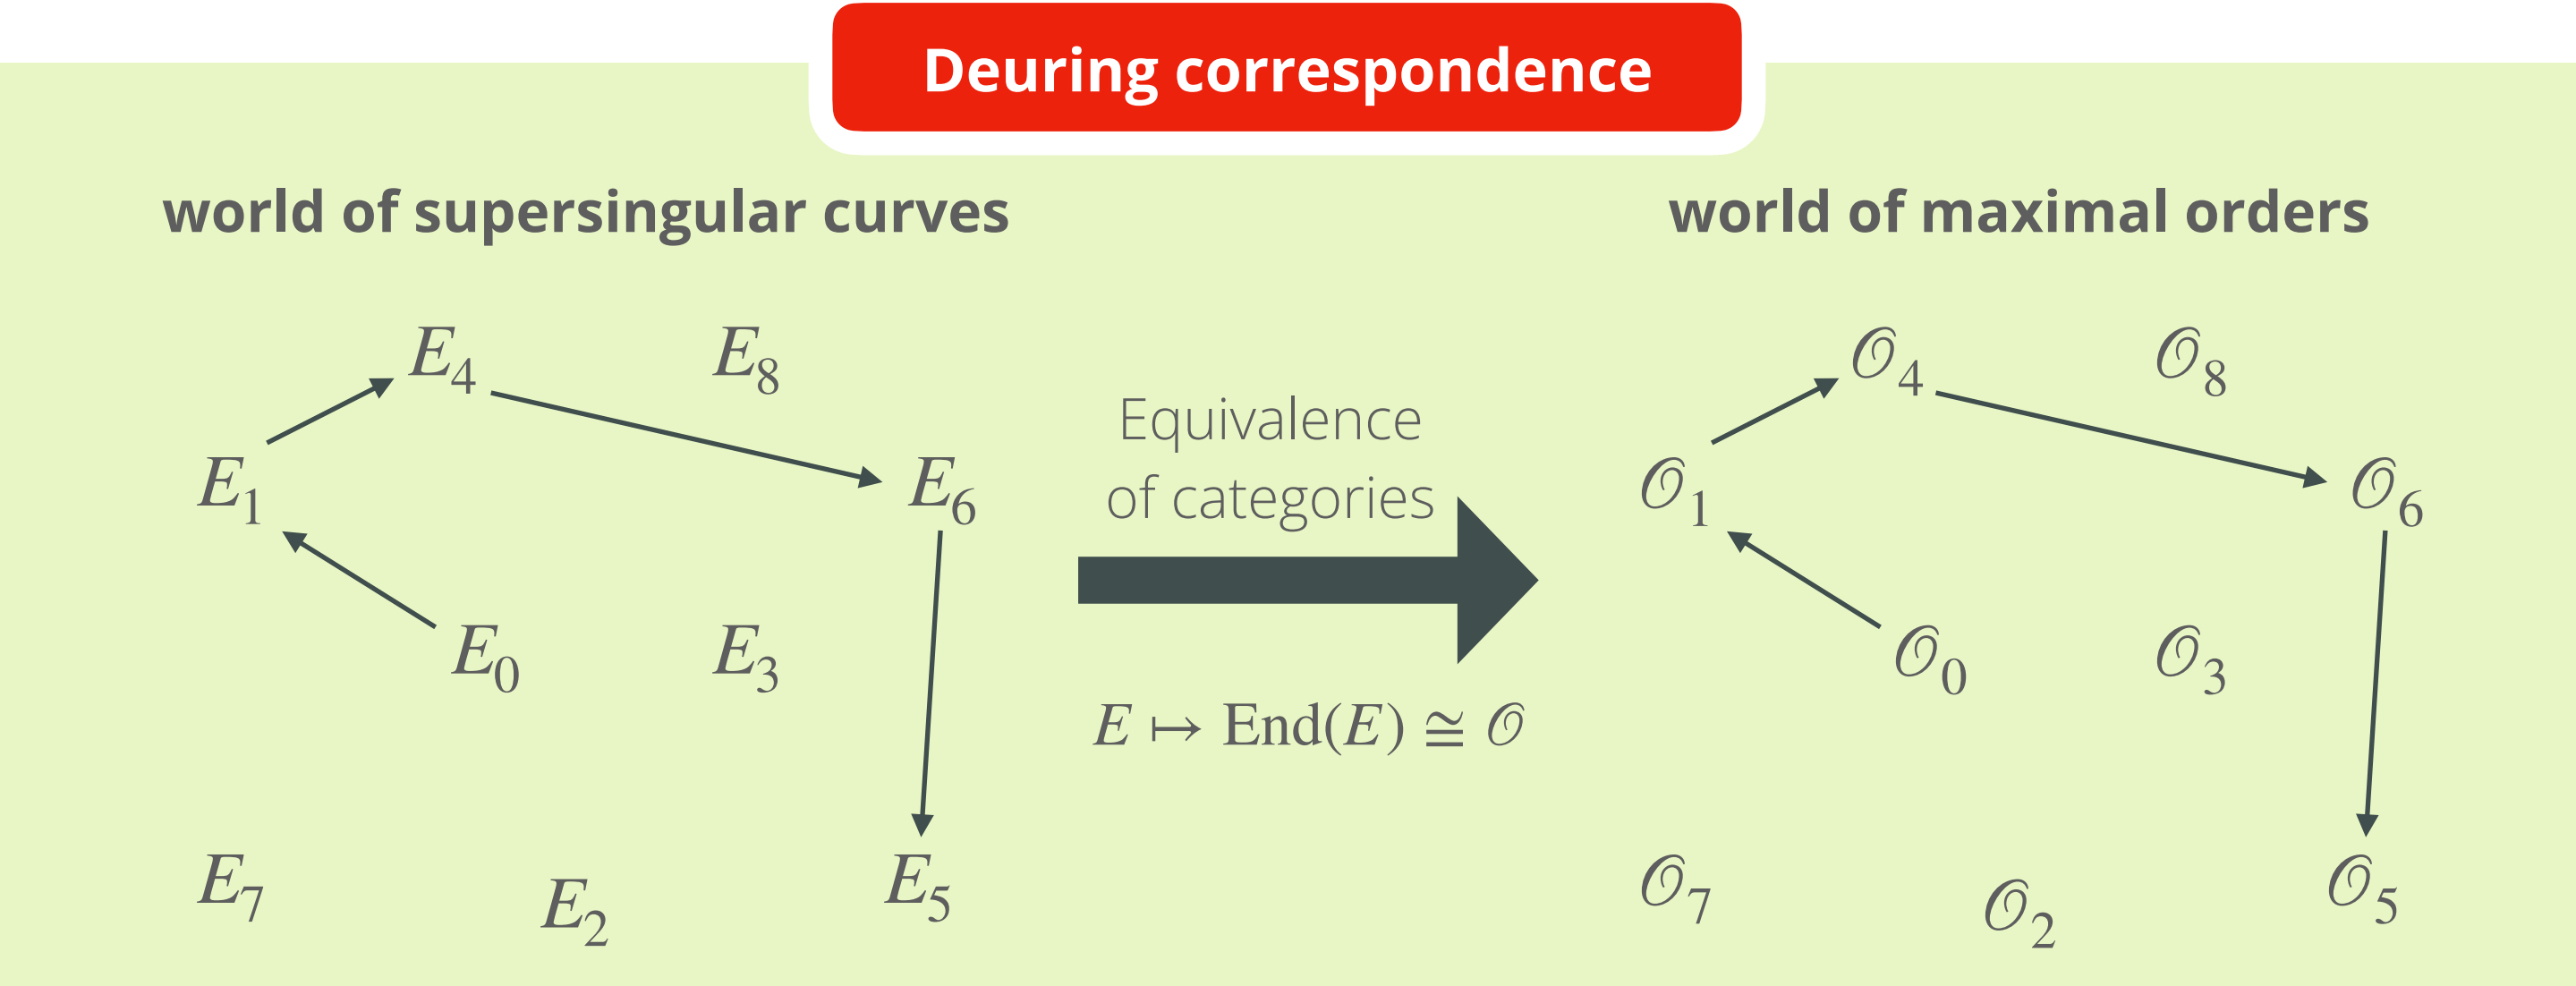 Deuring correspondence
world of supersingular curves
world of maximal orders
E₄
E₈
E₁
E₆
E₀
E₃
E₇
E₂
E₅
Equivalence
of categories
E ↦ End(E) ≅ 𝒪
𝒪₄
𝒪₈
𝒪₁
𝒪₆
𝒪₀
𝒪₃
𝒪₇
𝒪₂
𝒪₅